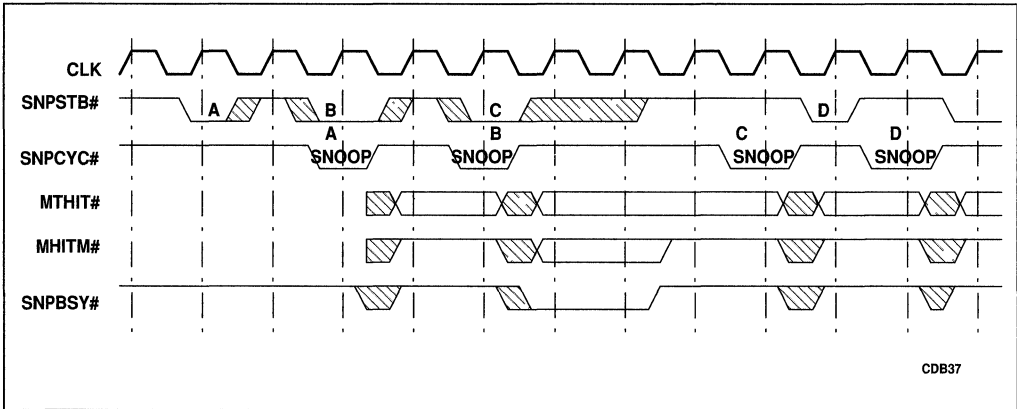 CLK
SNPSTB# A B C D
A B C D
SNPCYC# SNOOP SNOOP SNOOP SNOOP
MTHIT#
MHITM#
SNPBSY#
CDB37